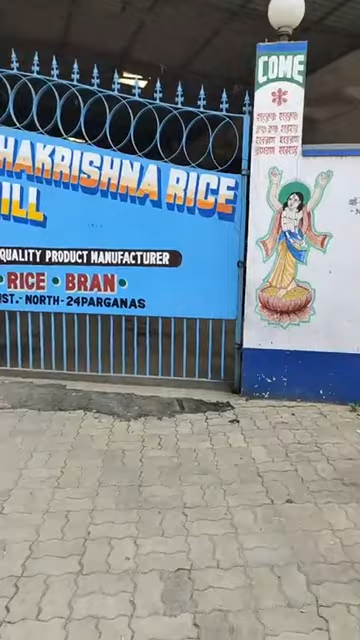 HAKRISHNA RICE
ILL
QUALITY PRODUCT MANUFACTURER
RICE • BRAN •
IST.- NORTH-24PARGANAS
COME